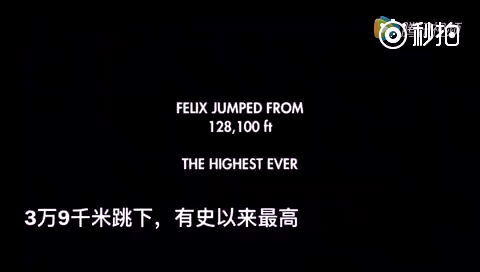 秒拍
FELIX JUMPED FROM
128,100 ft
THE HIGHEST EVER
3万9千米跳下，有史以来最高